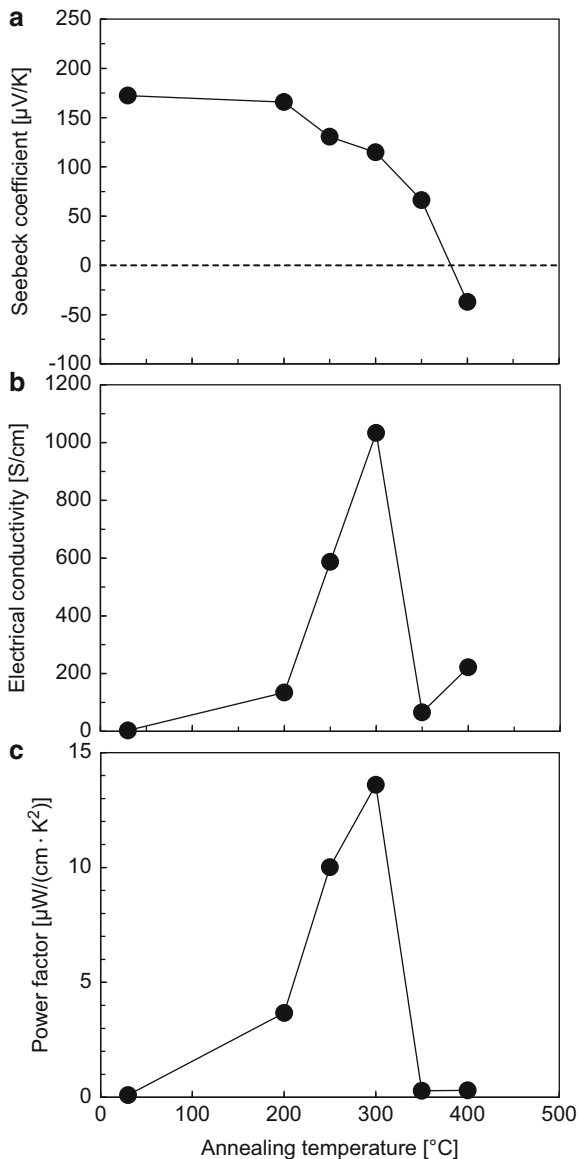 a
250
200
150
100
50
0
-50
-100
Seebeck coefficient [µV/K]
b
1200
1000
800
600
400
200
0
Electrical conductivity [S/cm]
c
15
10
5
0
Power factor [µW/(cm · K²)]
0 100 200 300 400 500
Annealing temperature [°C]